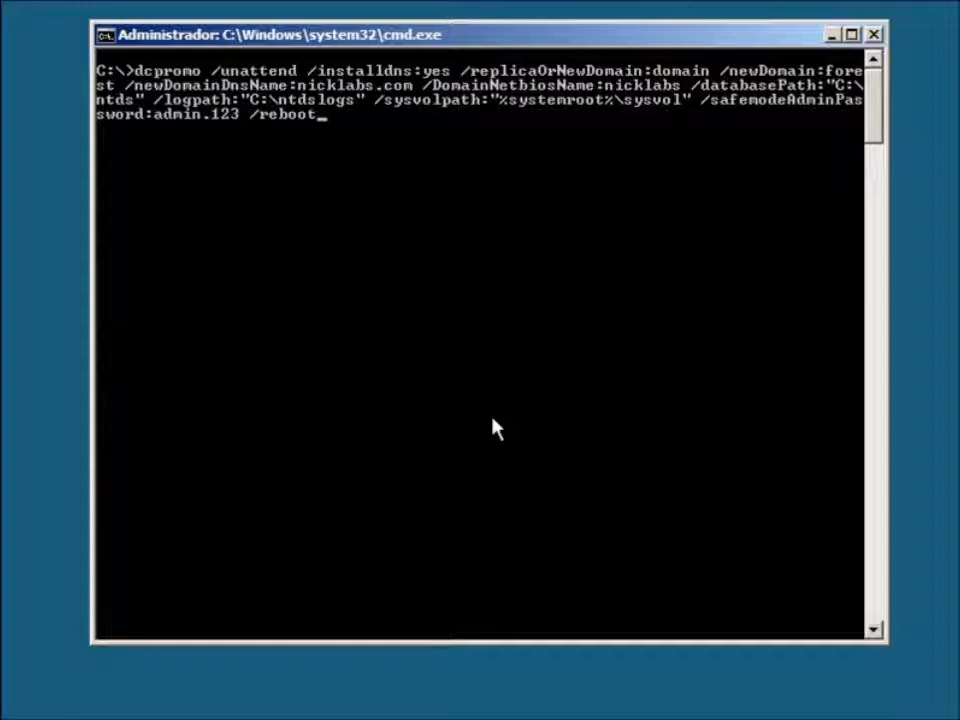 Administrador: C:\Windows\system32\cmd.exe
C:\>dcpromo /unattend /installdns:yes /replicaOrNewDomain:domain /newDomain:fore
st /newDomainDnsName:nicklabs.com /DomainNetbiosName:nicklabs /databasePath:"C:\
ntds" /logpath:"C:\ntdslogs" /sysvolpath:"%systemroot%\sysvol" /safemodeAdminPas
sword:admin.123 /reboot_